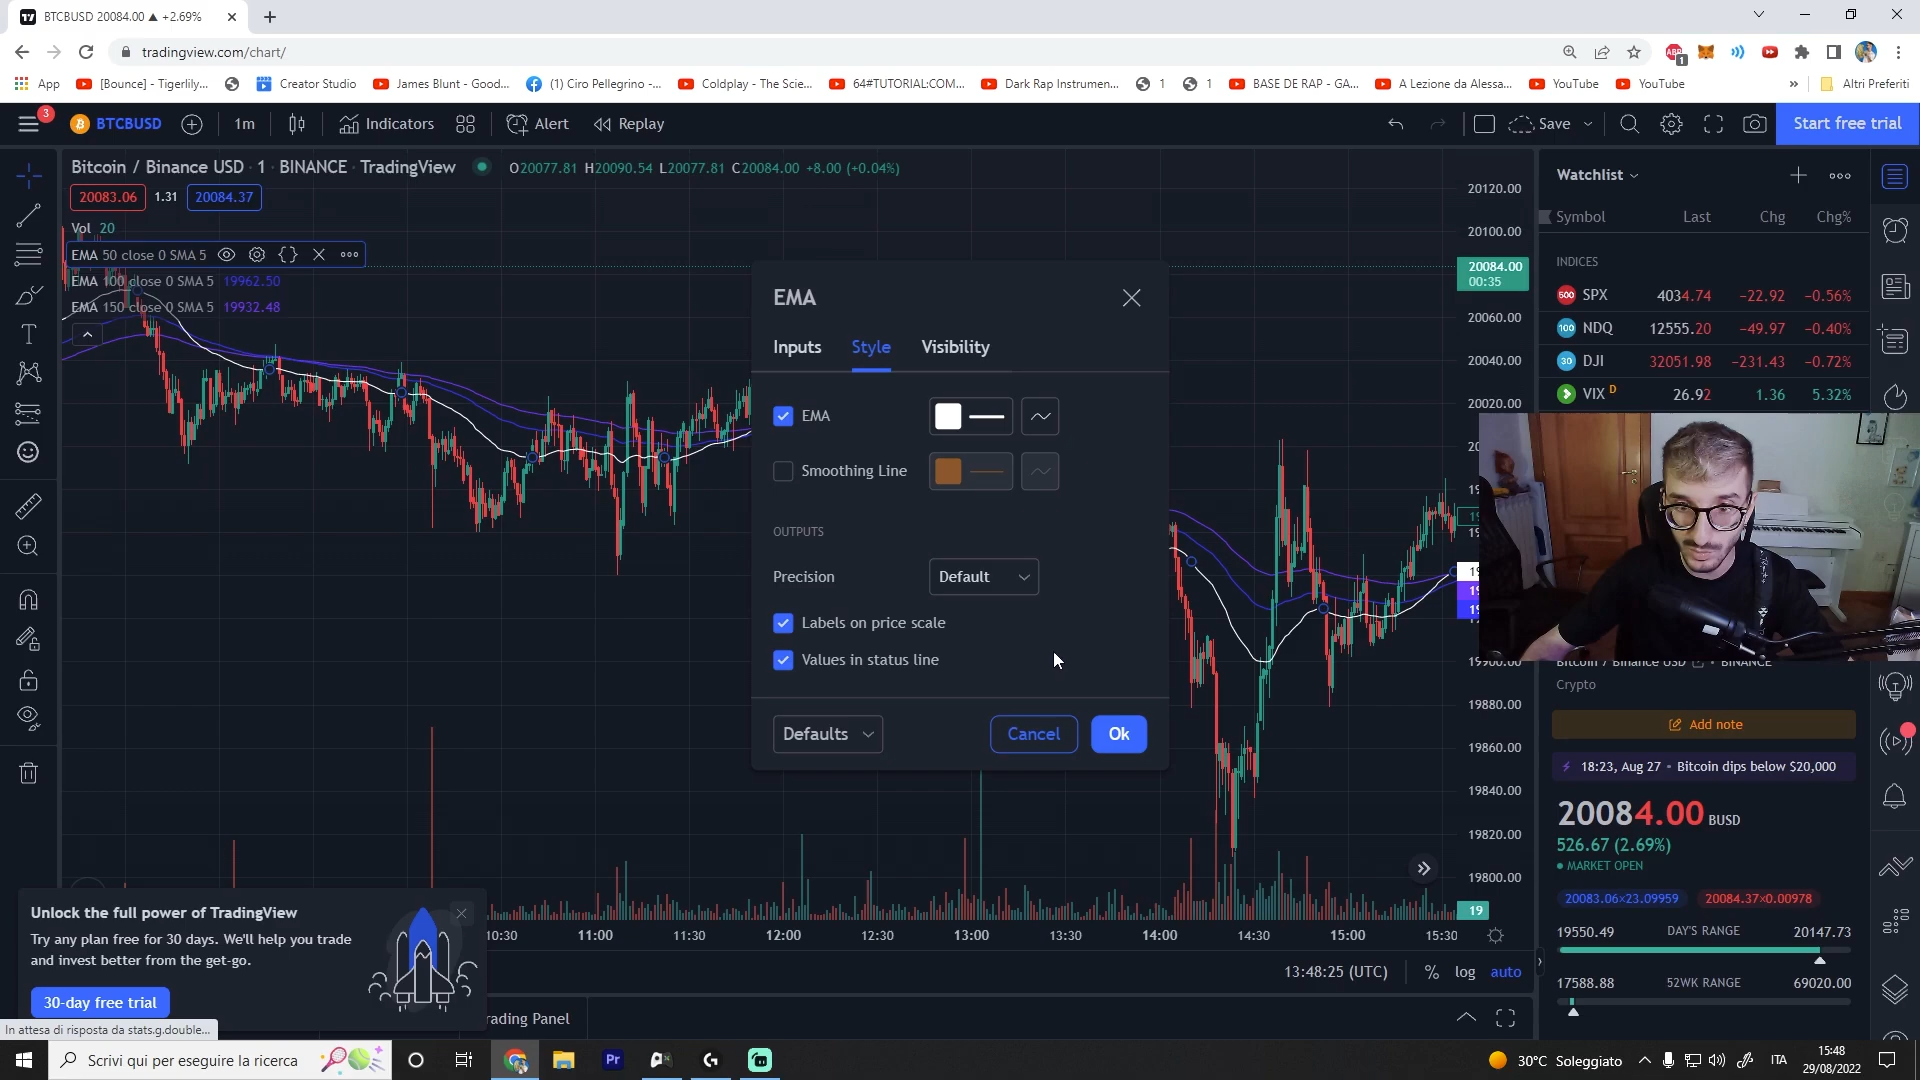 BTCBUSD 20084.00 ▲ +2.69%
tradingview.com/chart/
App
[Bounce] - Tigerlily...
Creator Studio
James Blunt - Good...
(1) Ciro Pellegrino -...
Coldplay - The Scie...
64#TUTORIAL:COM...
Dark Rap Instrumen...
1
1
BASE DE RAP - GA...
A Lezione da Alessa...
YouTube
YouTube
»
Altri Preferiti
3
BTCBUSD
1m
Indicators
Alert
Replay
Save
Start free trial
Bitcoin / Binance USD · 1 · BINANCE · TradingView
O20077.81 H20090.54 L20077.81 C20084.00 +8.00 (+0.04%)
20083.06
1.31
20084.37
Vol 20
EMA 50 close 0 SMA 5
EMA 100 close 0 SMA 5 19962.50
EMA 150 close 0 SMA 5 19932.48
EMA
Inputs
Style
Visibility
EMA
Smoothing Line
OUTPUTS
Precision
Default
Labels on price scale
Values in status line
Defaults
Cancel
Ok
20120.00
20100.00
20084.00
00:35
20060.00
20040.00
20020.00
19880.00
19860.00
19840.00
19820.00
19800.00
19
10:30
11:00
11:30
12:00
12:30
13:00
13:30
14:00
14:30
15:00
15:30
13:48:25 (UTC)
%
log
auto
Watchlist
Symbol Last Chg Chg%
INDICES
500 SPX 4034.74 −22.92 −0.56%
100 NDQ 12555.20 −49.97 −0.40%
30 DJI 32051.98 −231.43 −0.72%
VIX D 26.92 1.36 5.32%
Bitcoin / Binance USD · BINANCE
Crypto
Add note
18:23, Aug 27 • Bitcoin dips below $20,000
20084.00 BUSD
526.67 (2.69%)
MARKET OPEN
20083.06×23.09959
20084.37×0.00978
19550.49 DAY'S RANGE 20147.73
17588.88 52WK RANGE 69020.00
Unlock the full power of TradingView
Try any plan free for 30 days. We'll help you trade
and invest better from the get-go.
30-day free trial
rading Panel
In attesa di risposta da stats.g.double...
Scrivi qui per eseguire la ricerca
Pr
30°C Soleggiato
ITA
15:48
29/08/2022